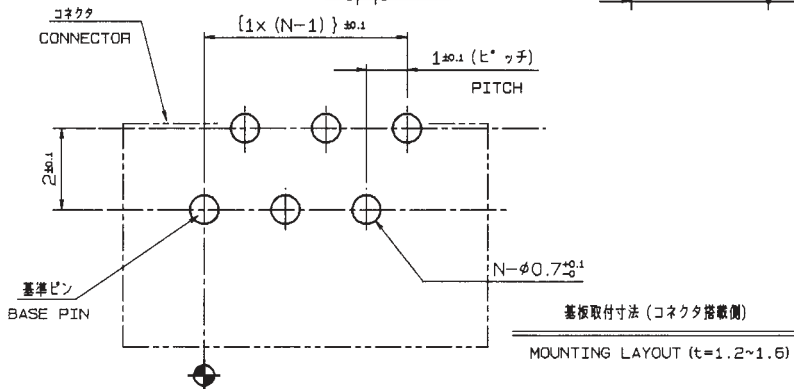 コネクタ
CONNECTOR
{1x (N-1) } ±0.1
1±0.1 (ピッチ)
PITCH
2±0.1
基準ピン
BASE PIN
N-φ0.7 +0.1 -0
基板取付寸法 (コネクタ搭載側)
MOUNTING LAYOUT (t=1.2~1.6)